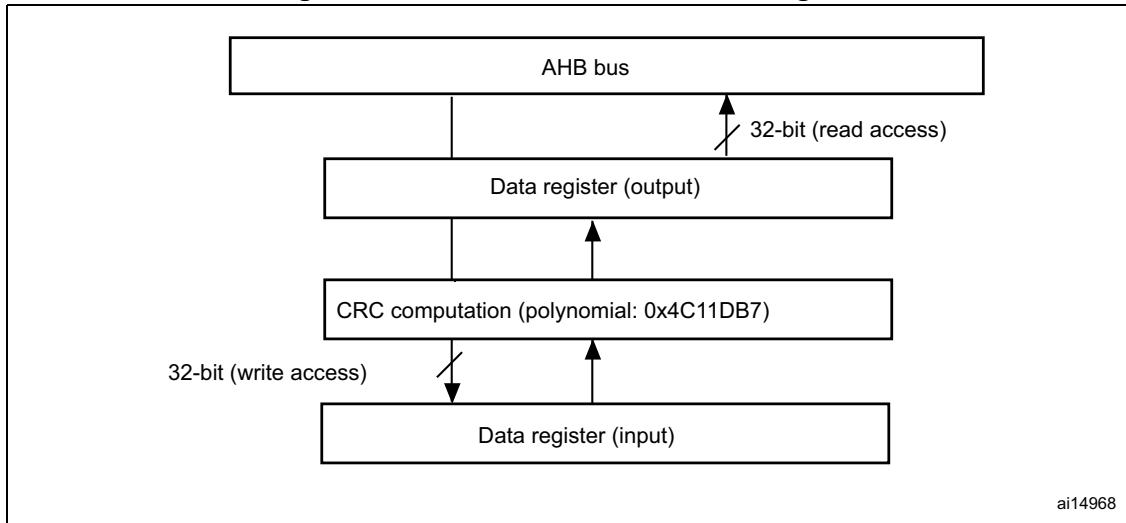 AHB bus
32-bit (read access)
Data register (output)
CRC computation (polynomial: 0x4C11DB7)
32-bit (write access)
Data register (input)
ai14968